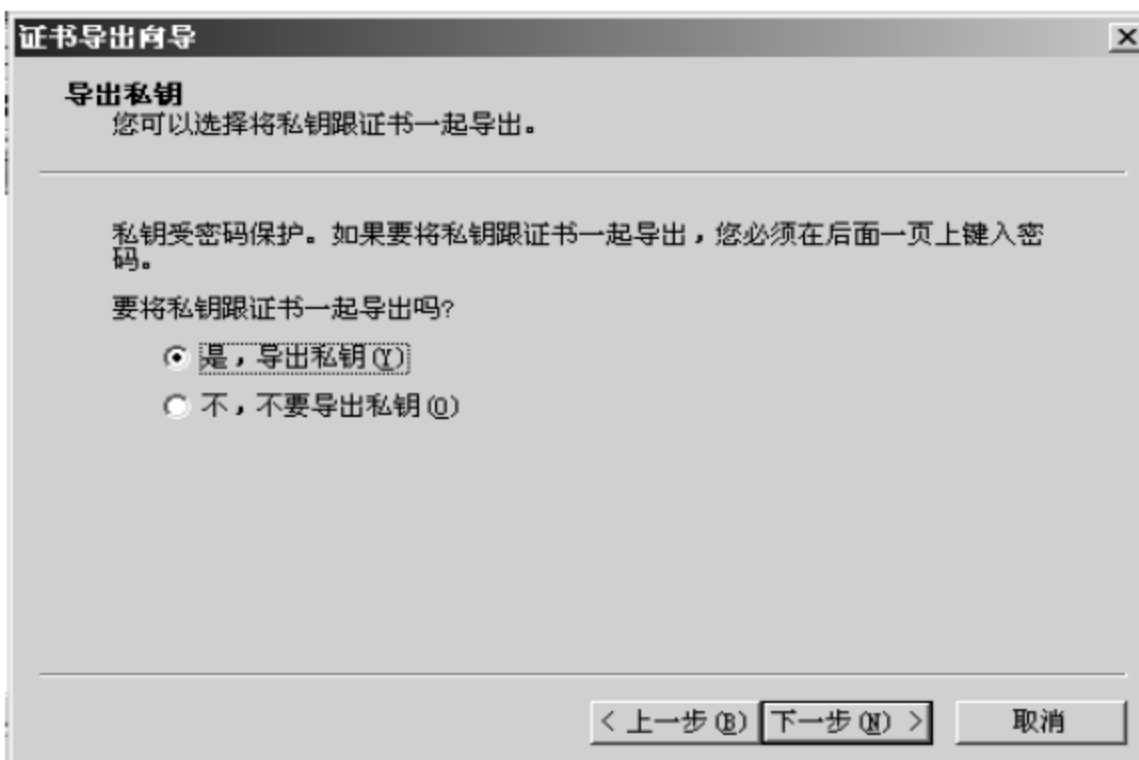 证书导出向导
导出私钥
您可以选择将私钥跟证书一起导出。
私钥受密码保护。如果要将私钥跟证书一起导出，您必须在后面一页上键入密
码。
要将私钥跟证书一起导出吗?
是，导出私钥(Y)
不，不要导出私钥(O)
< 上一步(B) 下一步(N) > 取消